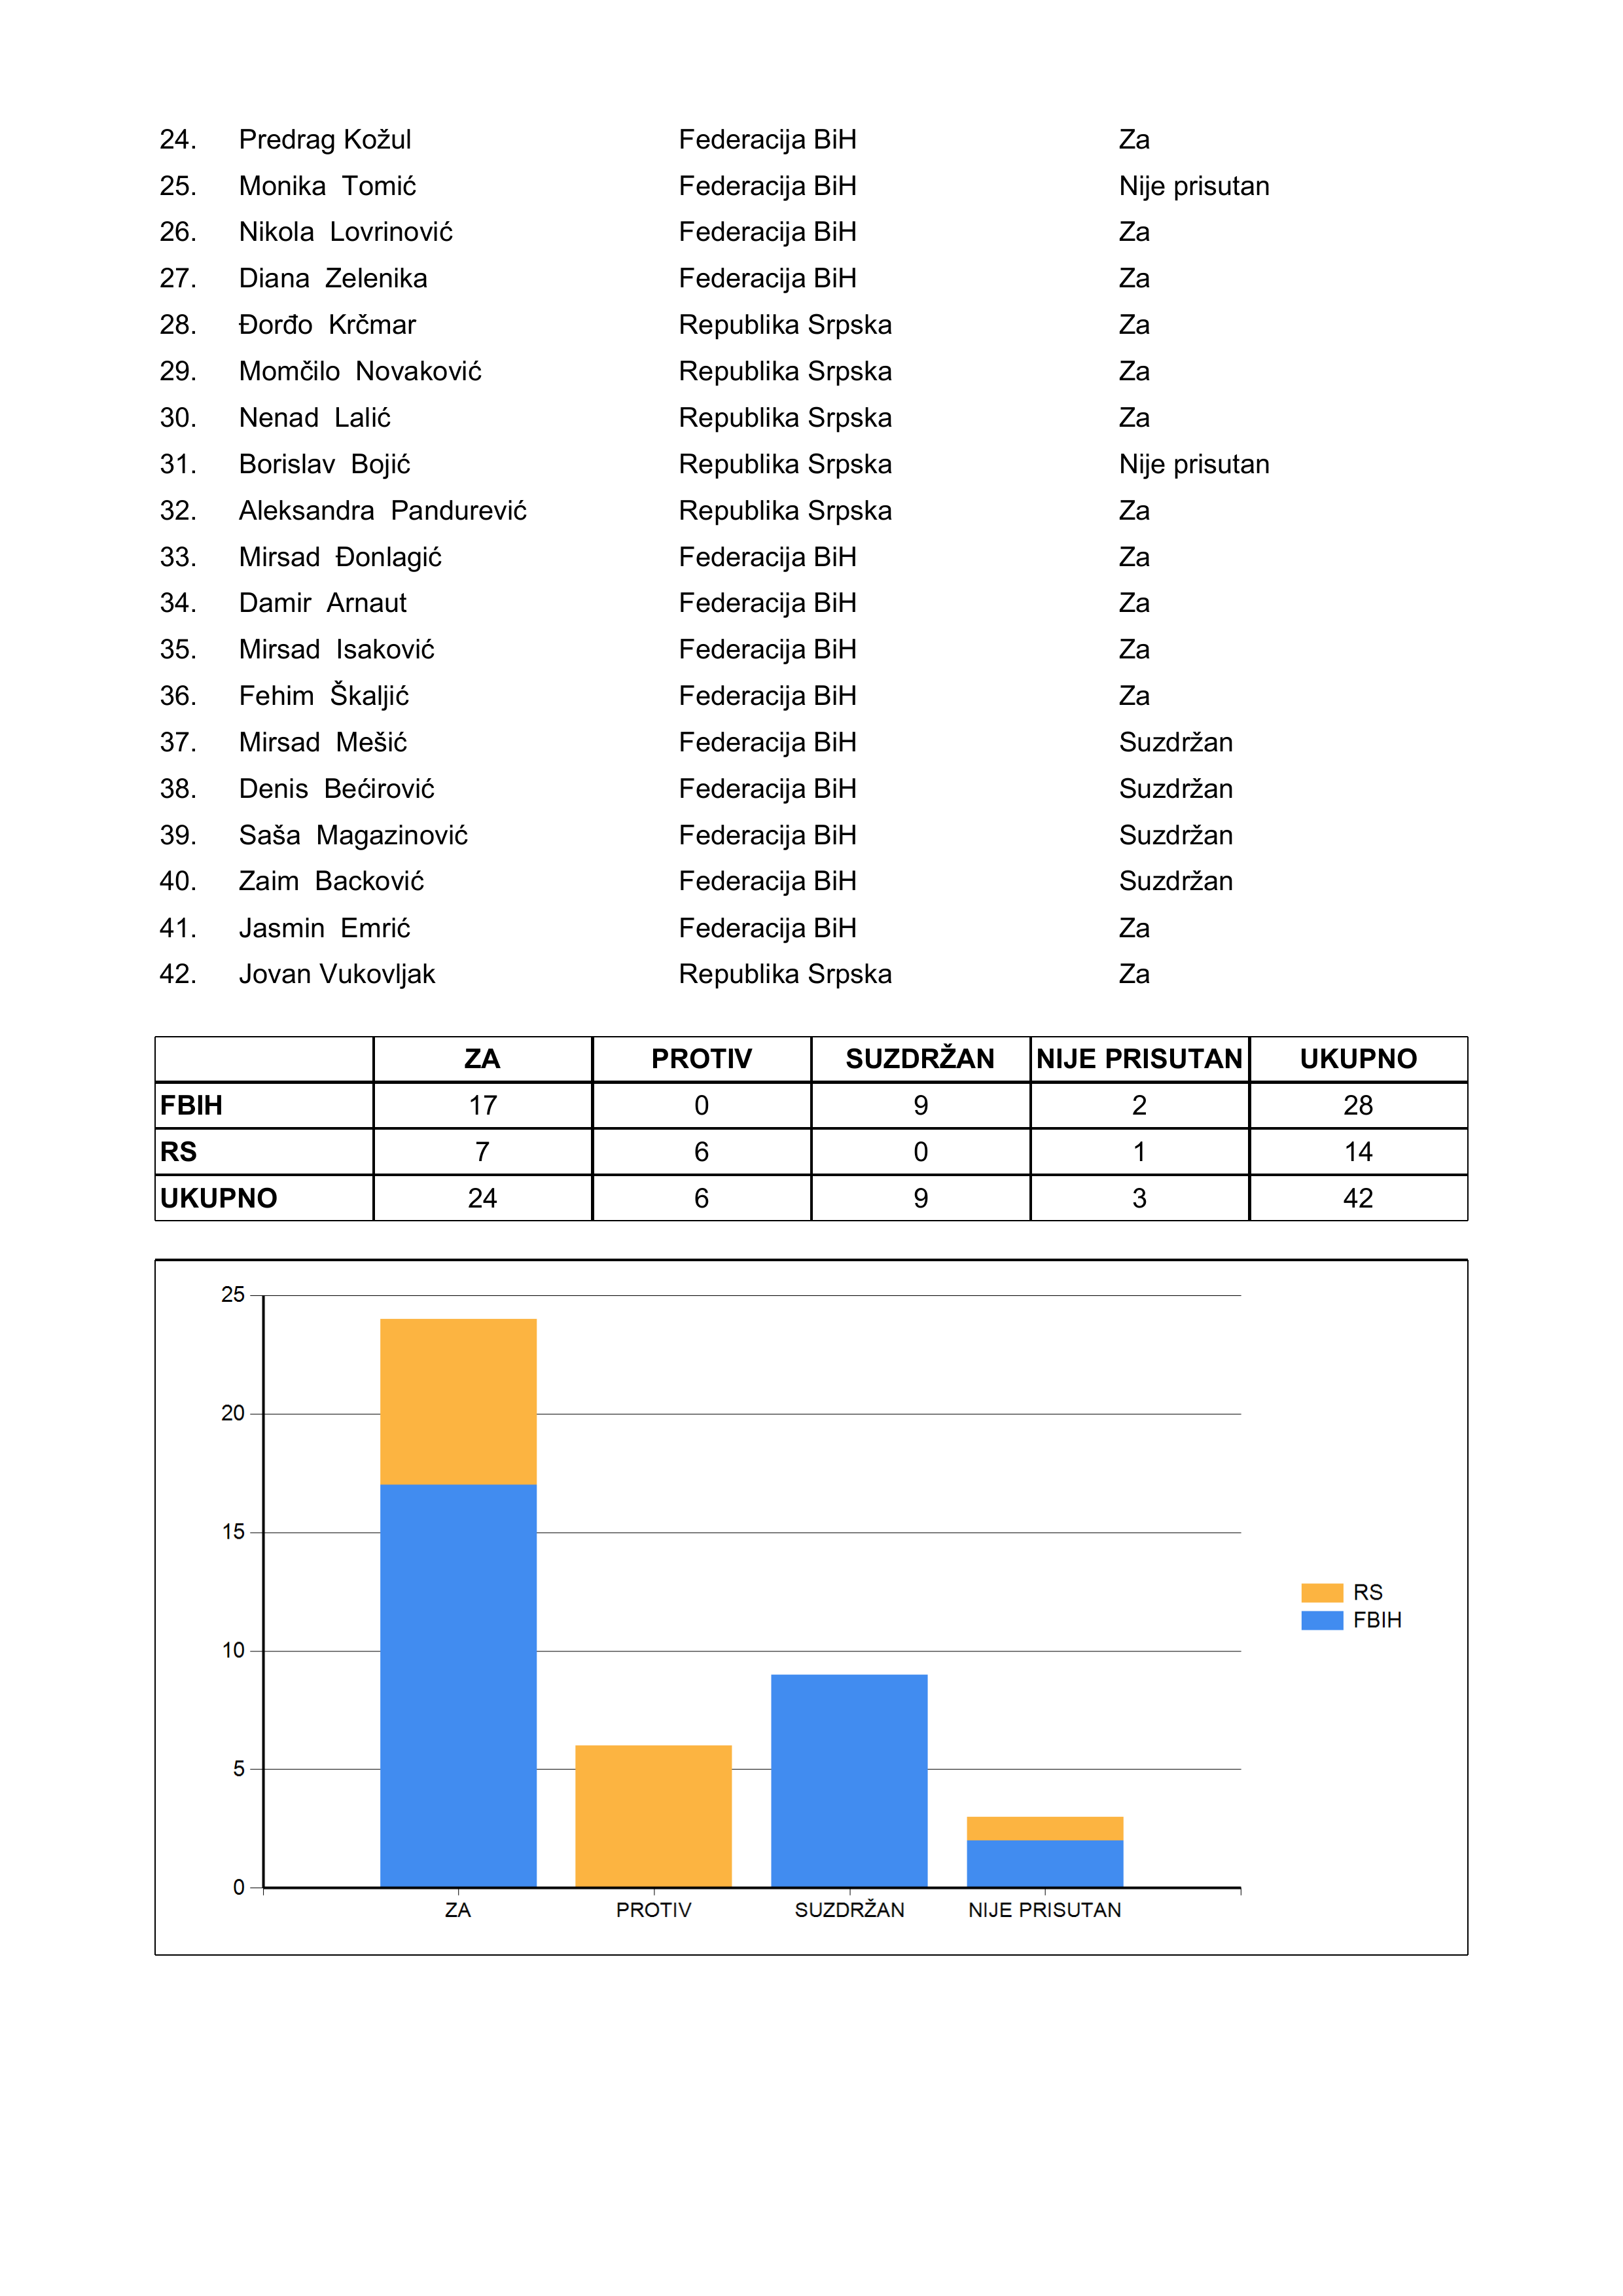 24. Predrag Kožul Federacija BiH Za
25. Monika Tomić Federacija BiH Nije prisutan
26. Nikola Lovrinović Federacija BiH Za
27. Diana Zelenika Federacija BiH Za
28. Đorđo Krčmar Republika Srpska Za
29. Momčilo Novaković Republika Srpska Za
30. Nenad Lalić Republika Srpska Za
31. Borislav Bojić Republika Srpska Nije prisutan
32. Aleksandra Pandurević Republika Srpska Za
33. Mirsad Đonlagić Federacija BiH Za
34. Damir Arnaut Federacija BiH Za
35. Mirsad Isaković Federacija BiH Za
36. Fehim Škaljić Federacija BiH Za
37. Mirsad Mešić Federacija BiH Suzdržan
38. Denis Bećirović Federacija BiH Suzdržan
39. Saša Magazinović Federacija BiH Suzdržan
40. Zaim Backović Federacija BiH Suzdržan
41. Jasmin Emrić Federacija BiH Za
42. Jovan Vukovljak Republika Srpska Za
ZA PROTIV SUZDRŽAN NIJE PRISUTAN UKUPNO
FBIH 17 0 9 2 28
RS 7 6 0 1 14
UKUPNO 24 6 9 3 42
25
20
15
10
5
0
ZA PROTIV SUZDRŽAN NIJE PRISUTAN
RS
FBIH